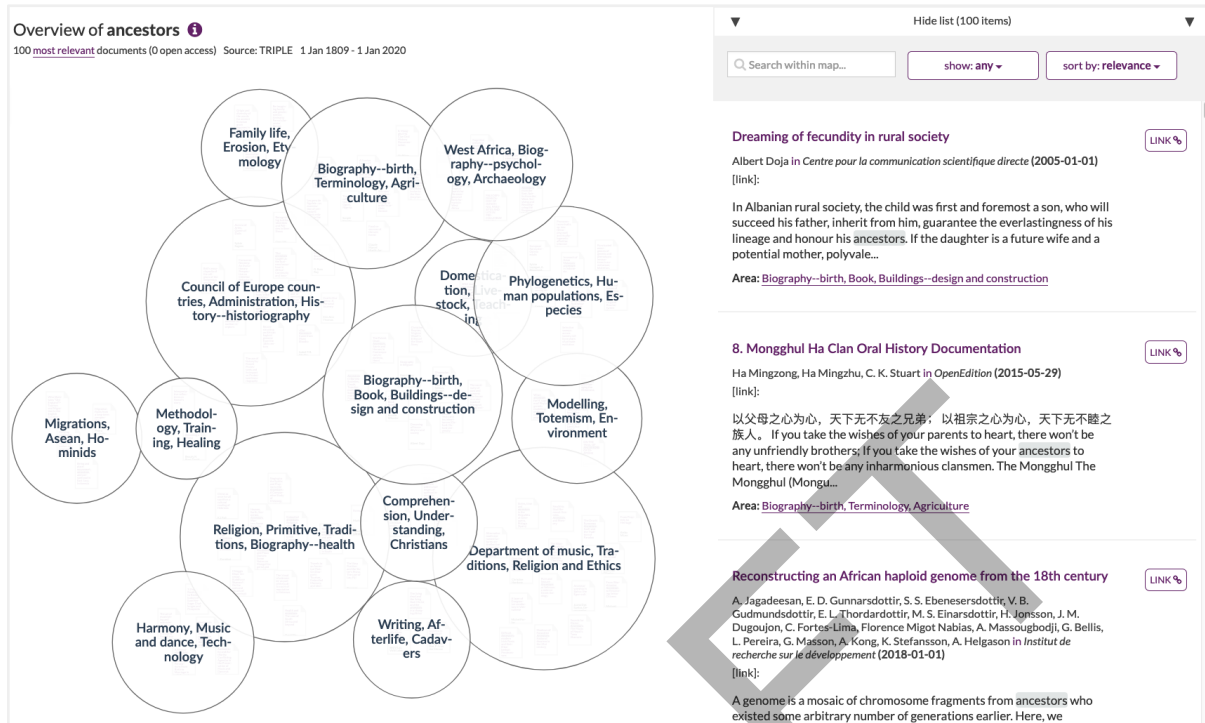 Overview of ancestors
100 most relevant documents (0 open access) Source: TRIPLE 1 Jan 1809 - 1 Jan 2020
Family life,
Erosion, Ety
mology
Biography--birth,
Terminology, Agri-
culture
West Africa, Biog-
raphy--psychol-
ogy, Archaeology
Council of Europe coun-
tries, Administration, His-
tory--historiography
Domestica-
tion, Live-
stock, Teach-
ing
Phylogenetics, Hu-
man populations, Es-
pecies
Biography--birth,
Book, Buildings--de-
sign and construction
Modelling,
Totemism, En-
vironment
Migrations,
Asean, Ho-
minids
Methodol-
ogy, Train-
ing, Healing
Religion, Primitive, Tradi-
tions, Biography--health
Comprehen-
sion, Under-
standing,
Christians
Department of music, Tra-
ditions, Religion and Ethics
Harmony, Music
and dance, Tech-
nology
Writing, Af-
terlife, Cadav-
ers
Hide list (100 items)
Search within map...
show: any
sort by: relevance
Dreaming of fecundity in rural society
LINK
Albert Doja in Centre pour la communication scientifique directe (2005-01-01)
[link]:
In Albanian rural society, the child was first and foremost a son, who will
succeed his father, inherit from him, guarantee the everlastingness of his
lineage and honour his ancestors. If the daughter is a future wife and a
potential mother, polyvale...
Area: Biography--birth, Book, Buildings--design and construction
8. Mongghul Ha Clan Oral History Documentation
LINK
Ha Mingzong, Ha Mingzhu, C. K. Stuart in OpenEdition (2015-05-29)
[link]:
以父母之心为心，天下无不友之兄弟； 以祖宗之心为心，天下无不睦之
族人。 If you take the wishes of your parents to heart, there won't be
any unfriendly brothers; If you take the wishes of your ancestors to
heart, there won't be any inharmonious clansmen. The Mongghul The
Mongghul (Mongu...
Area: Biography--birth, Terminology, Agriculture
Reconstructing an African haploid genome from the 18th century
LINK
A. Jagadeesan, E. D. Gunnarsdottir, S. S. Ebenesersdottir, V. B.
Gudmundsdottir, E. L. Thordardottir, M. S. Einarsdottir, H. Jonsson, J. M.
Dugoujon, C. Fortes-Lima, Florence Migot Nabias, A. Massougbodji, G. Bellis,
L. Pereira, G. Masson, A. Kong, K. Stefansson, A. Helgason in Institut de
recherche sur le développement (2018-01-01)
[link]:
A genome is a mosaic of chromosome fragments from ancestors who
existed some arbitrary number of generations earlier. Here, we